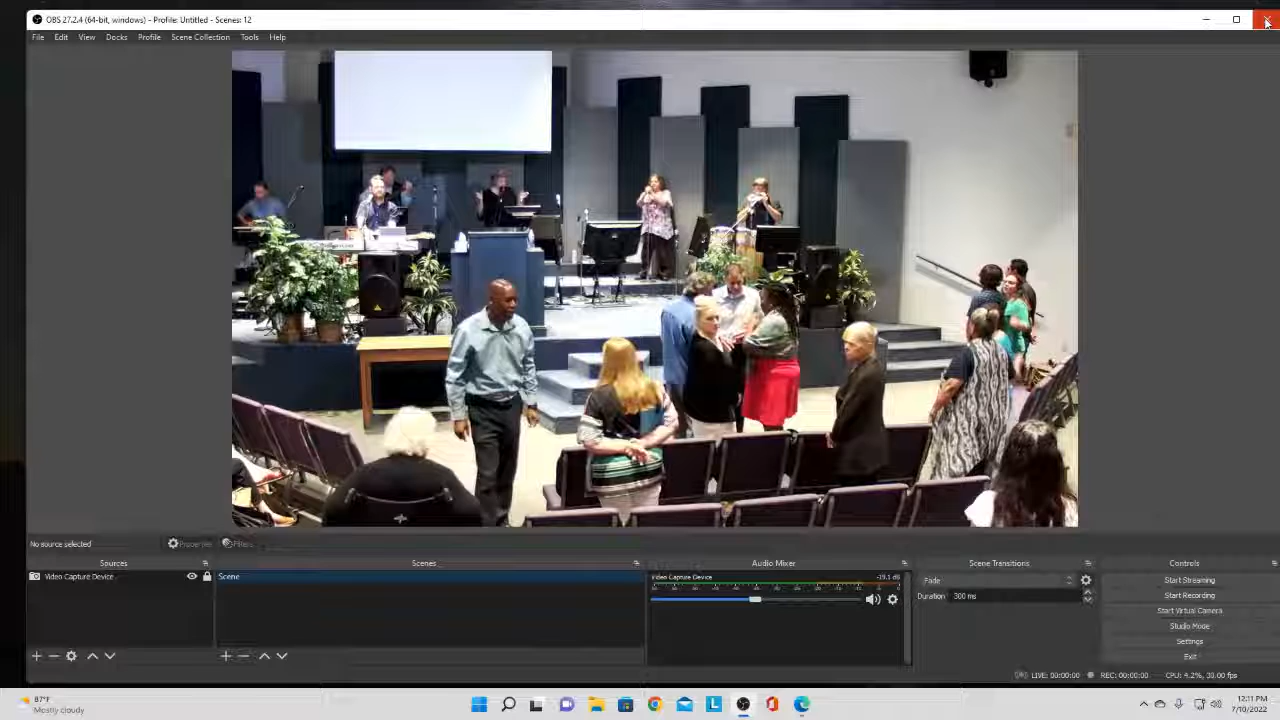 OBS 27.2.4 (64-bit, windows) - Profile: Untitled - Scenes: 12
File Edit View Docks Profile Scene Collection Tools Help
No source selected
Properties
Filters
Sources
Scenes
Audio Mixer
Scene Transitions
Controls
Video Capture Device
Scene
Video Capture Device
-19.1 dB
Fade
Duration 300 ms
Start Streaming
Start Recording
Start Virtual Camera
Studio Mode
Settings
Exit
LIVE: 00:00:00
REC: 00:00:00
CPU: 4.2%, 30.00 fps
87°F
Mostly cloudy
12:11 PM
7/10/2022